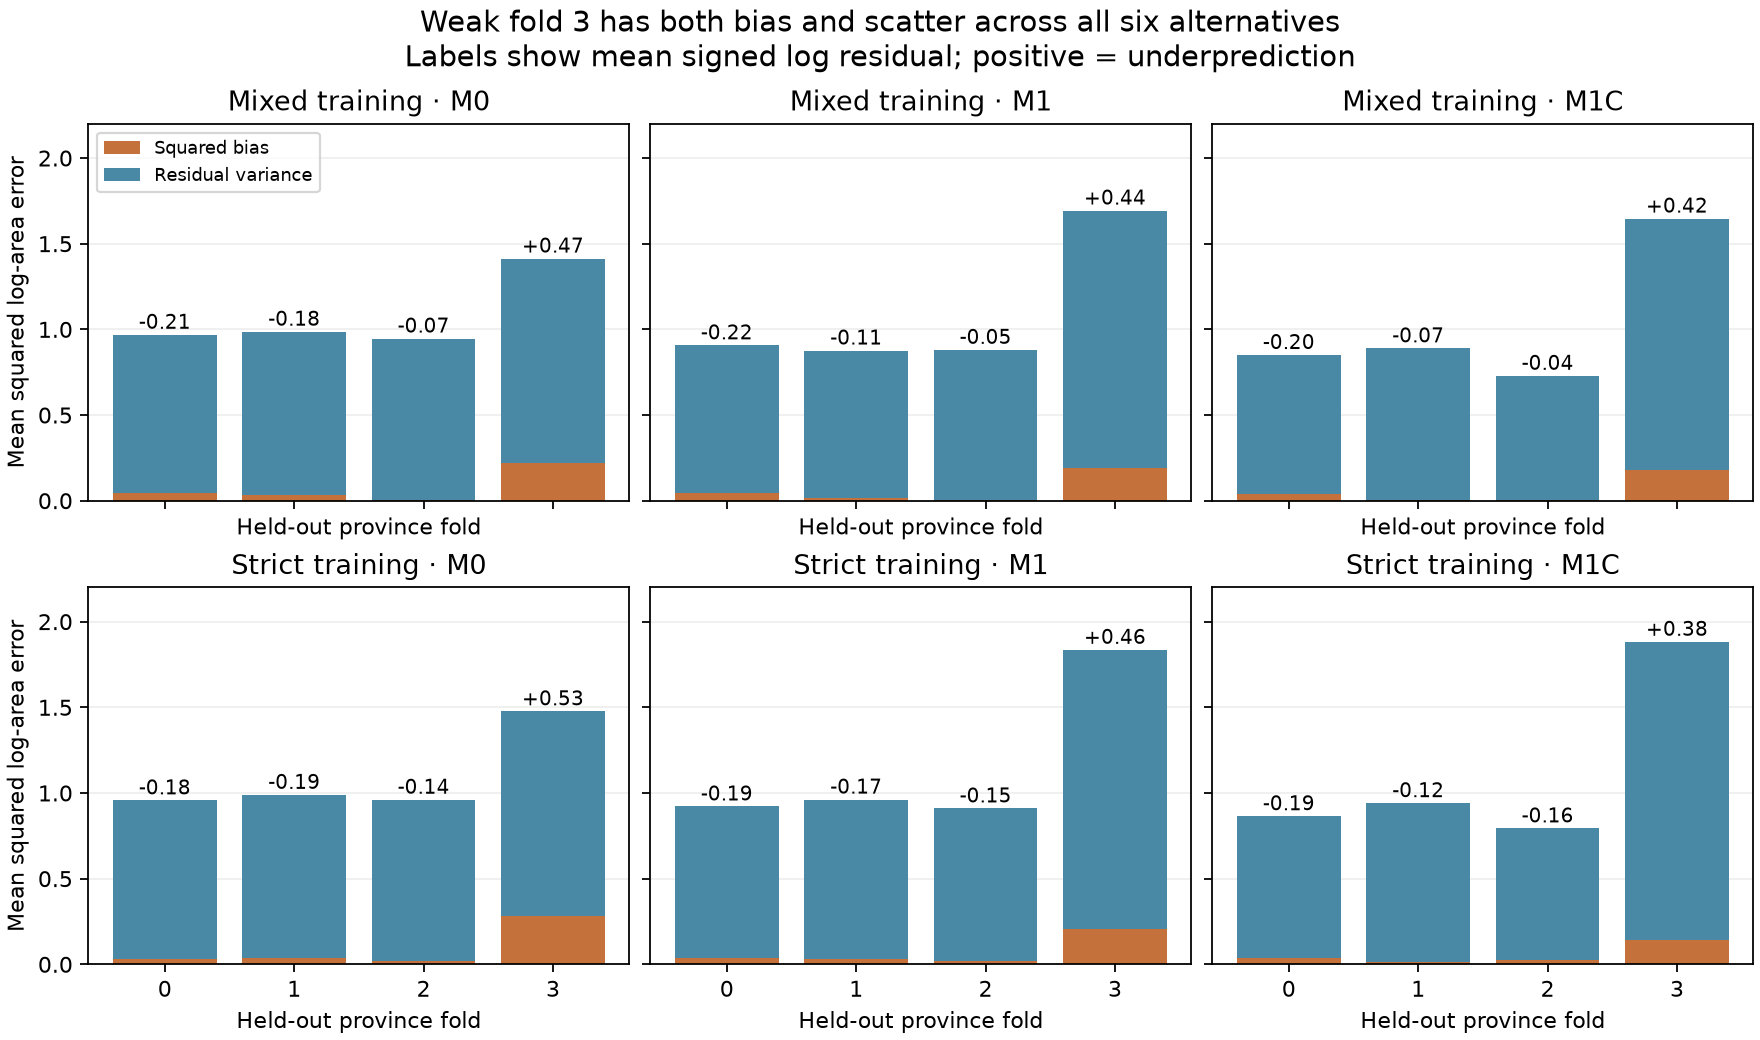 Weak fold 3 has both bias and scatter across all six alternatives
Labels show mean signed log residual; positive = underprediction
Mixed training · M0
Mixed training · M1
Mixed training · M1C
Mean squared log-area error
2.0
1.5
1.0
0.5
0.0
Squared bias
Residual variance
-0.21
-0.18
-0.07
+0.47
-0.22
-0.11
-0.05
+0.44
-0.20
-0.07
-0.04
+0.42
Held-out province fold
Held-out province fold
Held-out province fold
Strict training · M0
Strict training · M1
Strict training · M1C
Mean squared log-area error
2.0
1.5
1.0
0.5
0.0
-0.18
-0.19
-0.14
+0.53
-0.19
-0.17
-0.15
+0.46
-0.19
-0.12
-0.16
+0.38
0 1 2 3
0 1 2 3
0 1 2 3
Held-out province fold
Held-out province fold
Held-out province fold